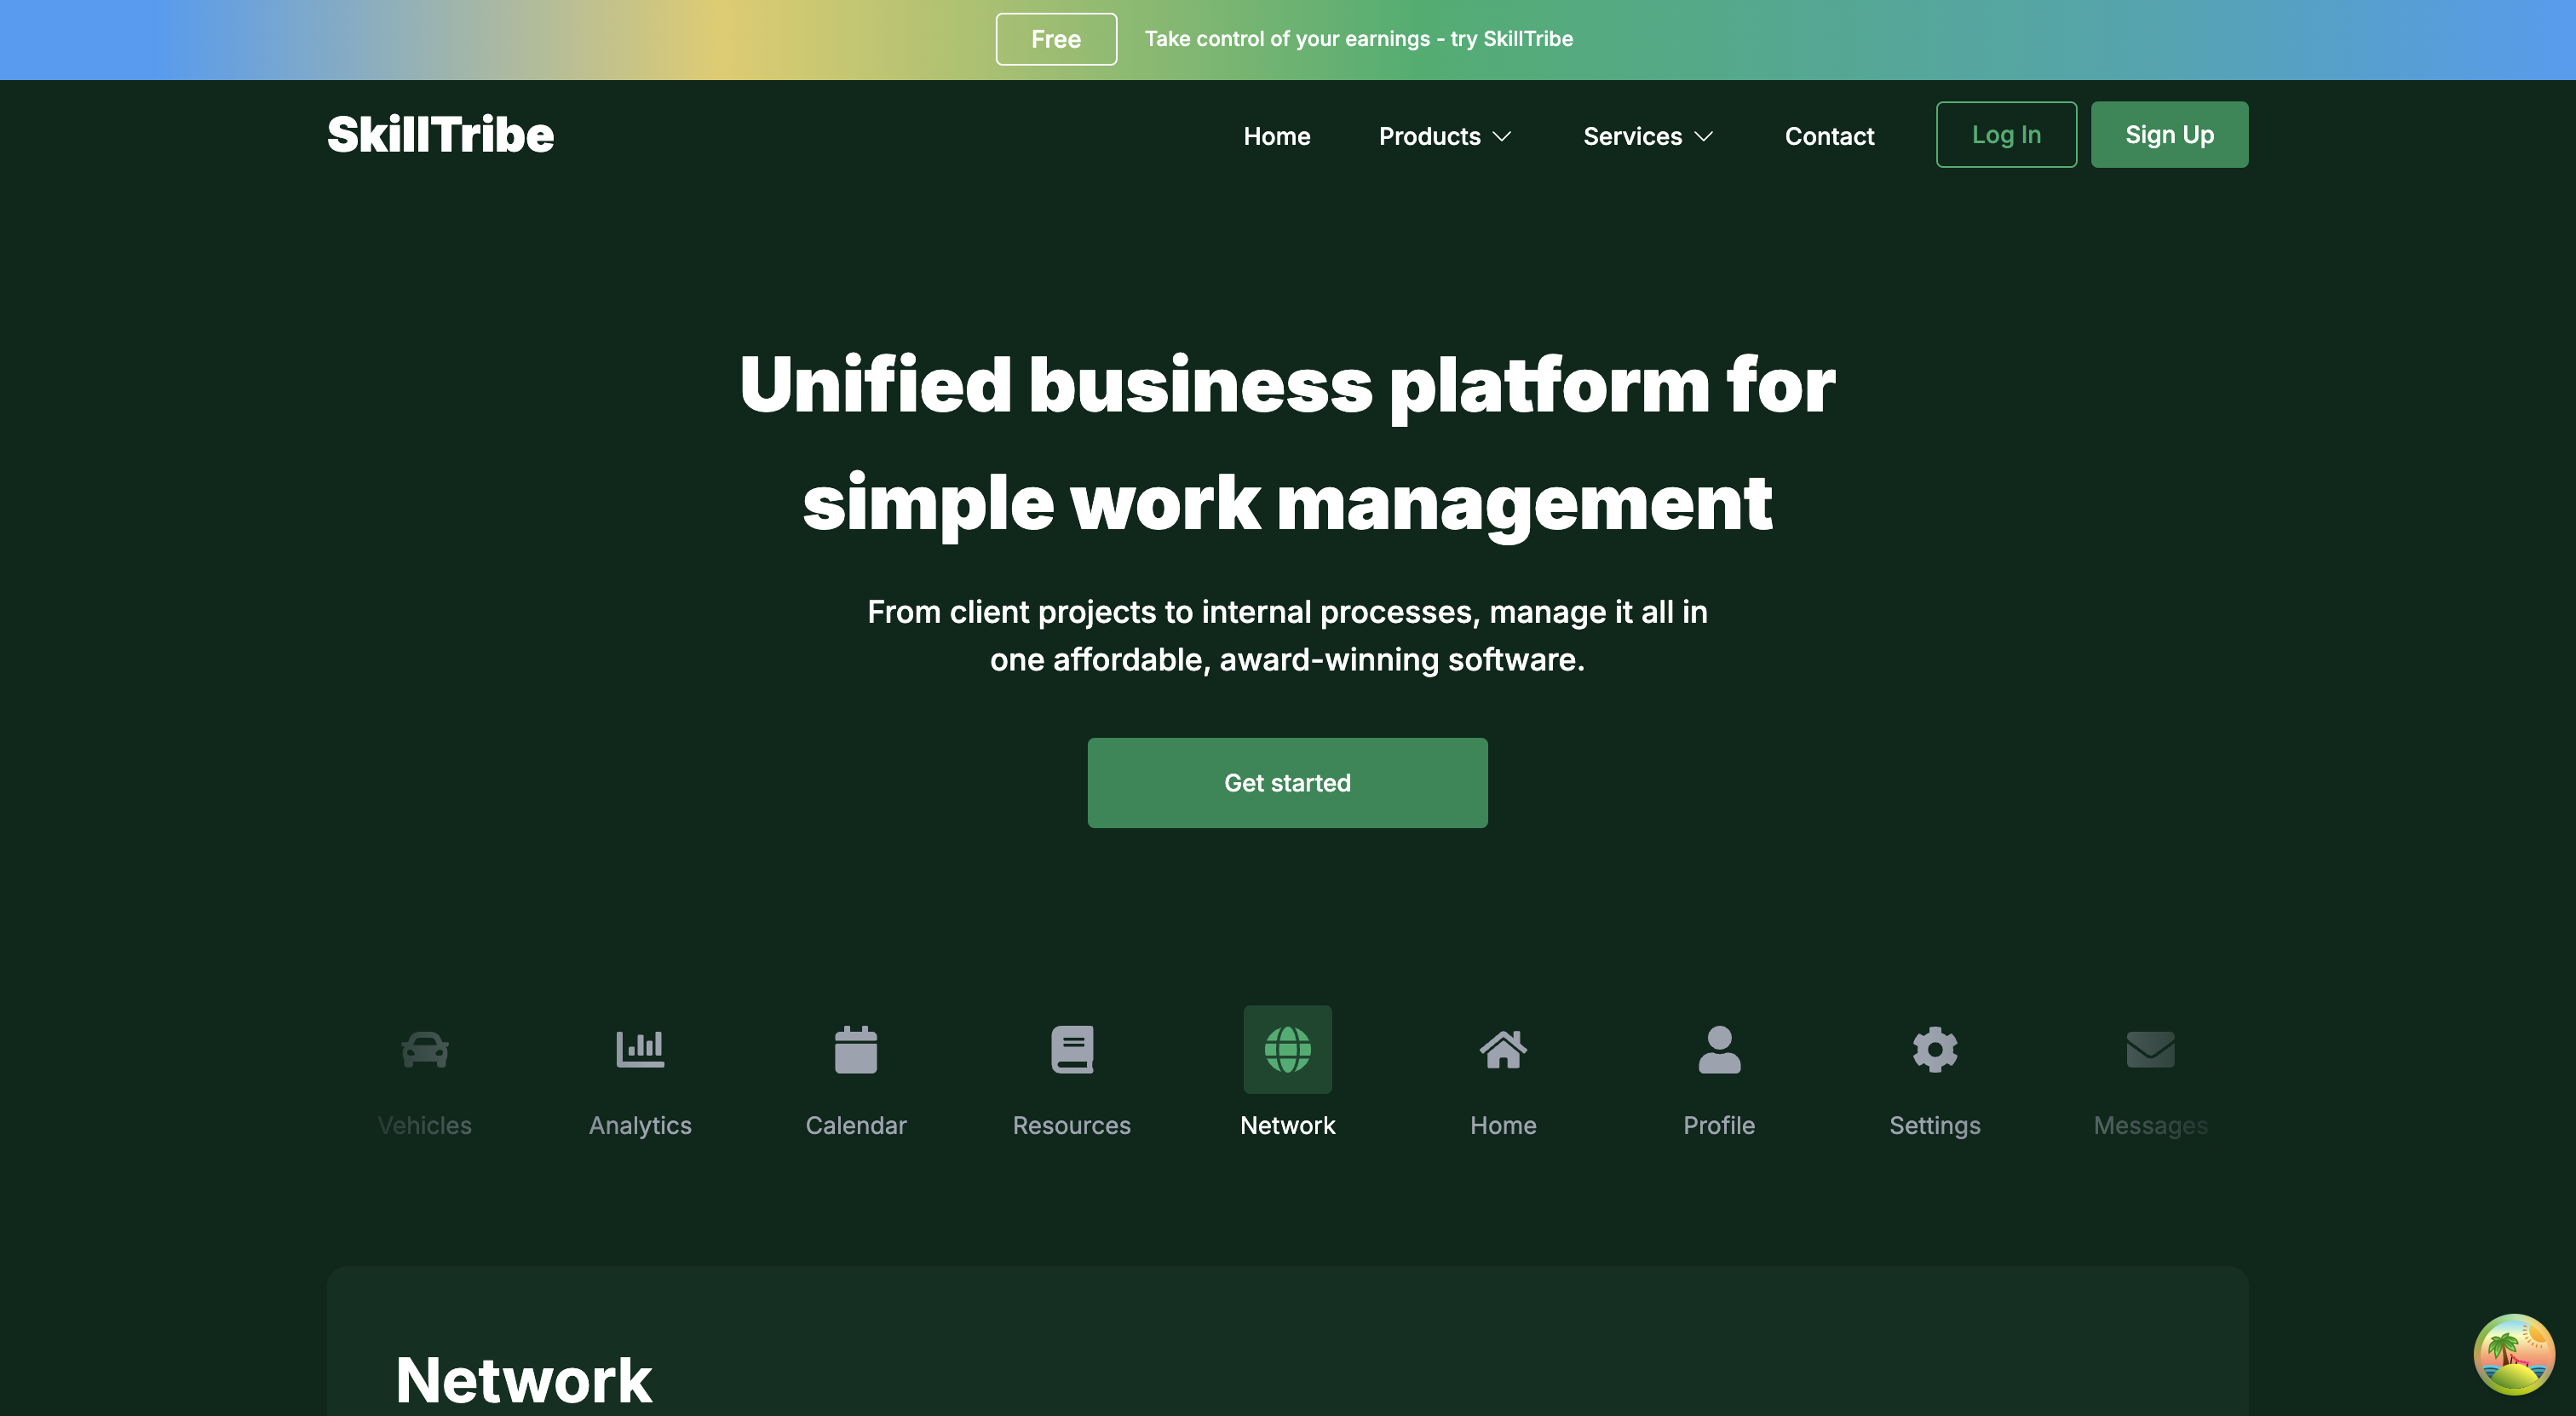 Free
Take control of your earnings - try SkillTribe
SkillTribe
Home
Products
Services
Contact
Log In
Sign Up
Unified business platform for
simple work management
From client projects to internal processes, manage it all in
one affordable, award-winning software.
Get started
Vehicles
Analytics
Calendar
Resources
Network
Home
Profile
Settings
Messages
Network